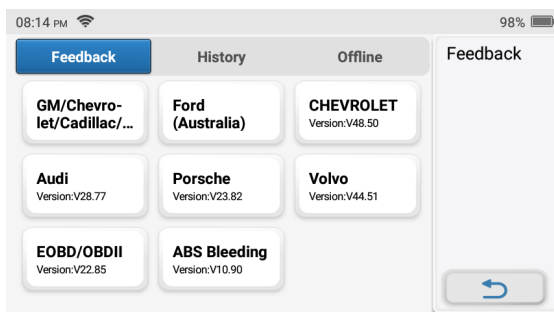 08:14 PM
98%
Feedback
History
Offline
Feedback
GM/Chevro-
let/Cadillac/...
Ford
(Australia)
CHEVROLET
Version:V48.50
Audi
Version:V28.77
Porsche
Version:V23.82
Volvo
Version:V44.51
EOBD/OBDII
Version:V22.85
ABS Bleeding
Version:V10.90